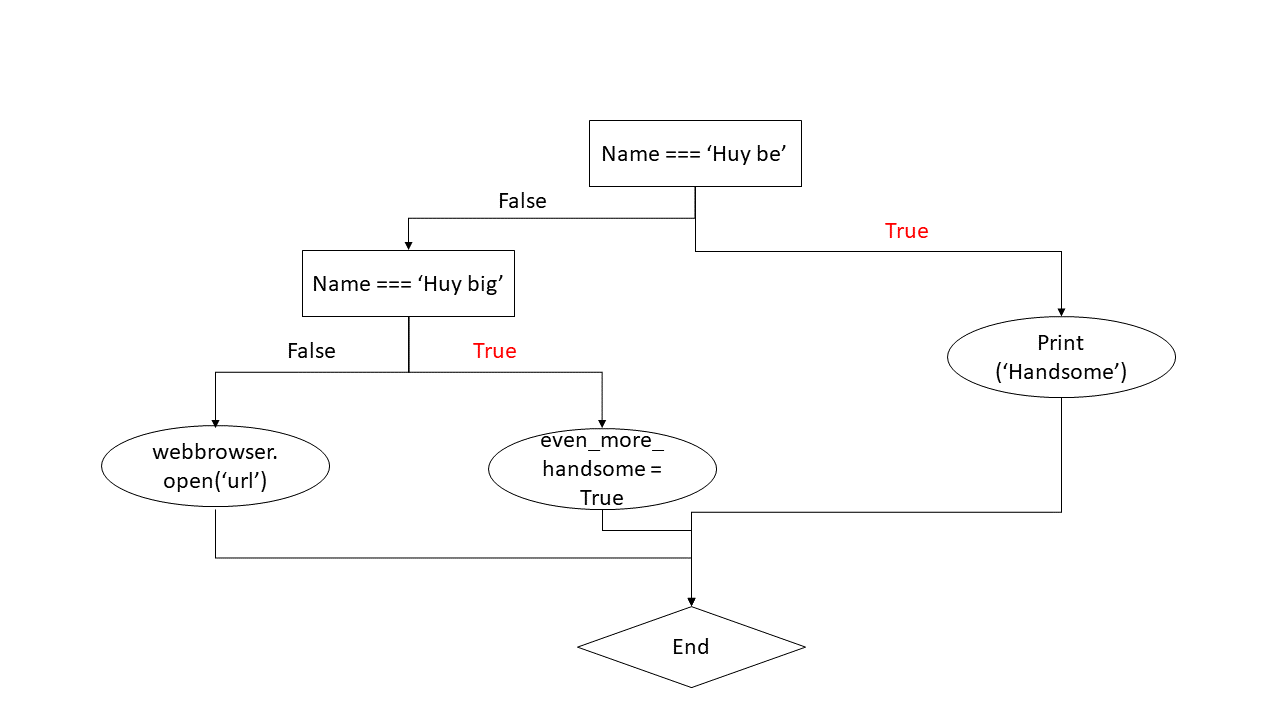 Name === ‘Huy be’
False
True
Name === ‘Huy big’
False
True
Print
(‘Handsome’)
webbrowser.
open(‘url’)
even_more_
handsome =
True
End